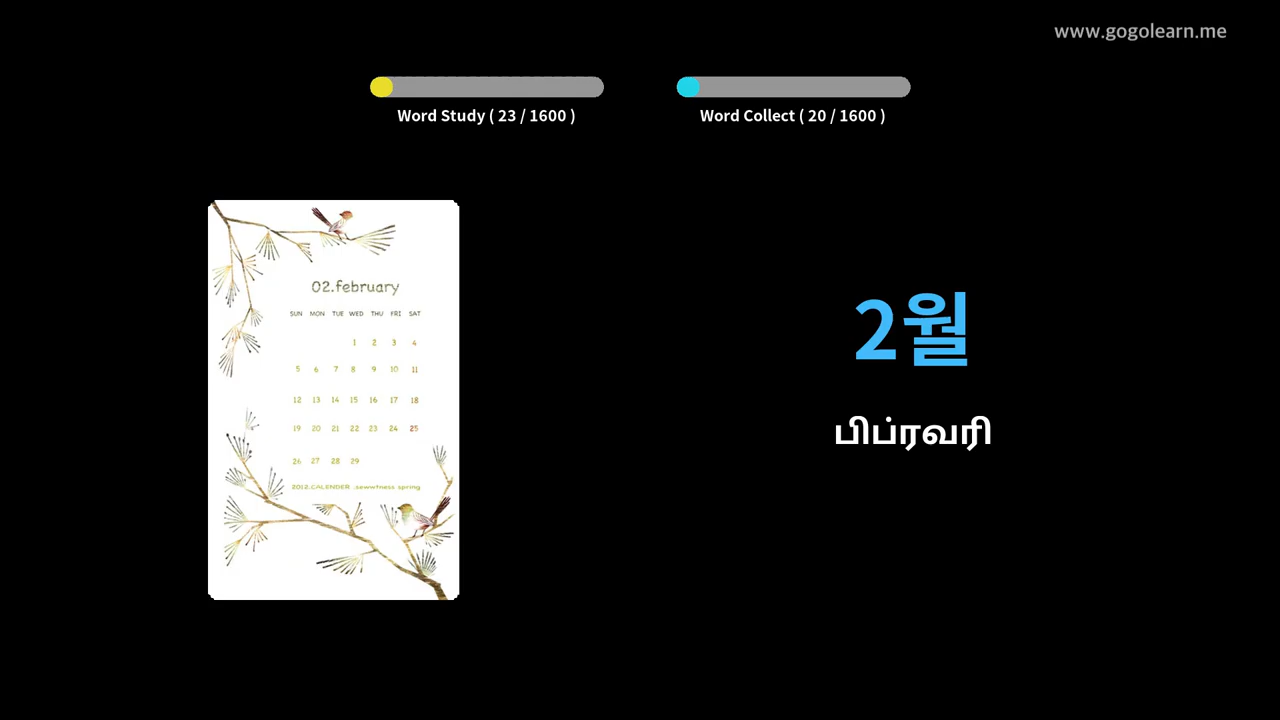 www.gogolearn.me
Word Study ( 23 / 1600 )
Word Collect ( 20 / 1600 )
02.february
SUN MON TUE WED THU FRI SAT
1 2 3 4
5 6 7 8 9 10 11
12 13 14 15 16 17 18
19 20 21 22 23 24 25
26 27 28 29
2012.CALENDER .sewwtness spring
2월
பிப்ரவரி